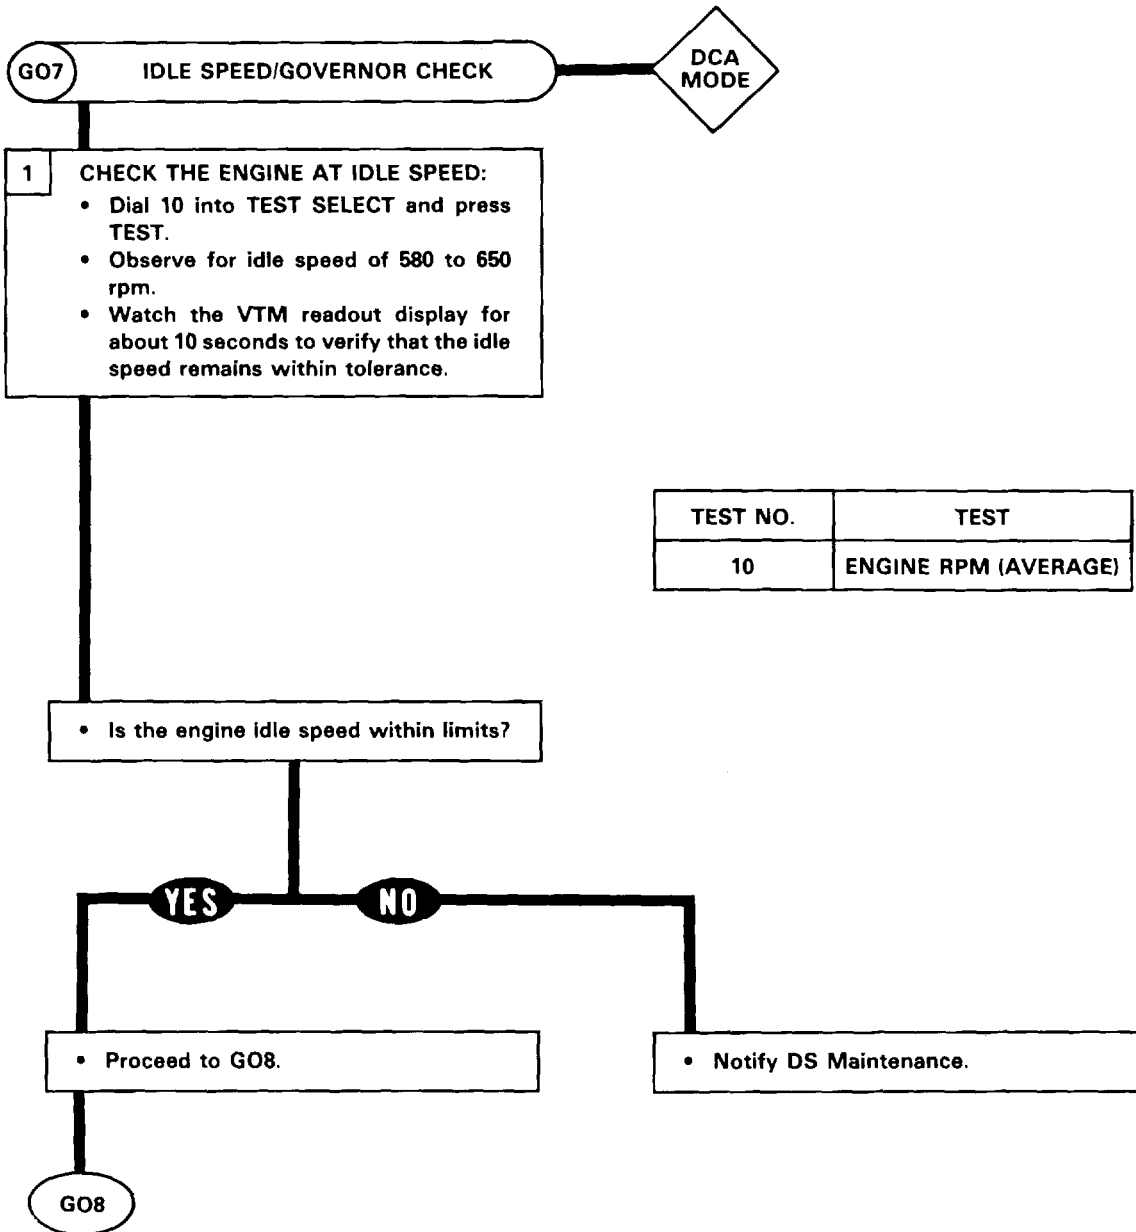 GO7
IDLE SPEED/GOVERNOR CHECK
DCA
MODE
1
CHECK THE ENGINE AT IDLE SPEED:
• Dial 10 into TEST SELECT and press
TEST.
• Observe for idle speed of 580 to 650
rpm.
• Watch the VTM readout display for
about 10 seconds to verify that the idle
speed remains within tolerance.
TEST NO. TEST
10 ENGINE RPM (AVERAGE)
• Is the engine idle speed within limits?
YES
NO
• Proceed to GO8.
• Notify DS Maintenance.
GO8